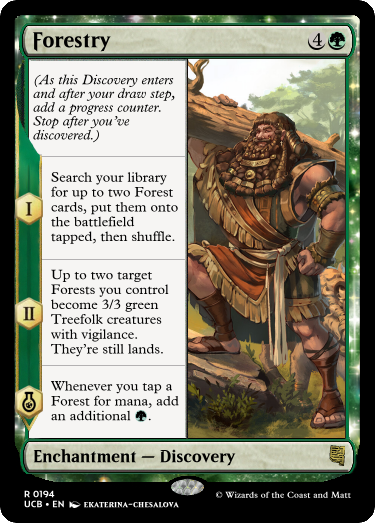 Forestry 4
(As this Discovery enters
and after your draw step,
add a progress counter.
Stop after you've
discovered.)
I
Search your library
for up to two Forest
cards, put them onto
the battlefield
tapped, then shuffle.
II
Up to two target
Forests you control
become 3/3 green
Treefolk creatures
with vigilance.
They're still lands.
Whenever you tap a
Forest for mana, add
an additional .
Enchantment — Discovery
R 0194
UCB • EN EKATERINA-CHESALOVA
© Wizards of the Coast and Matt